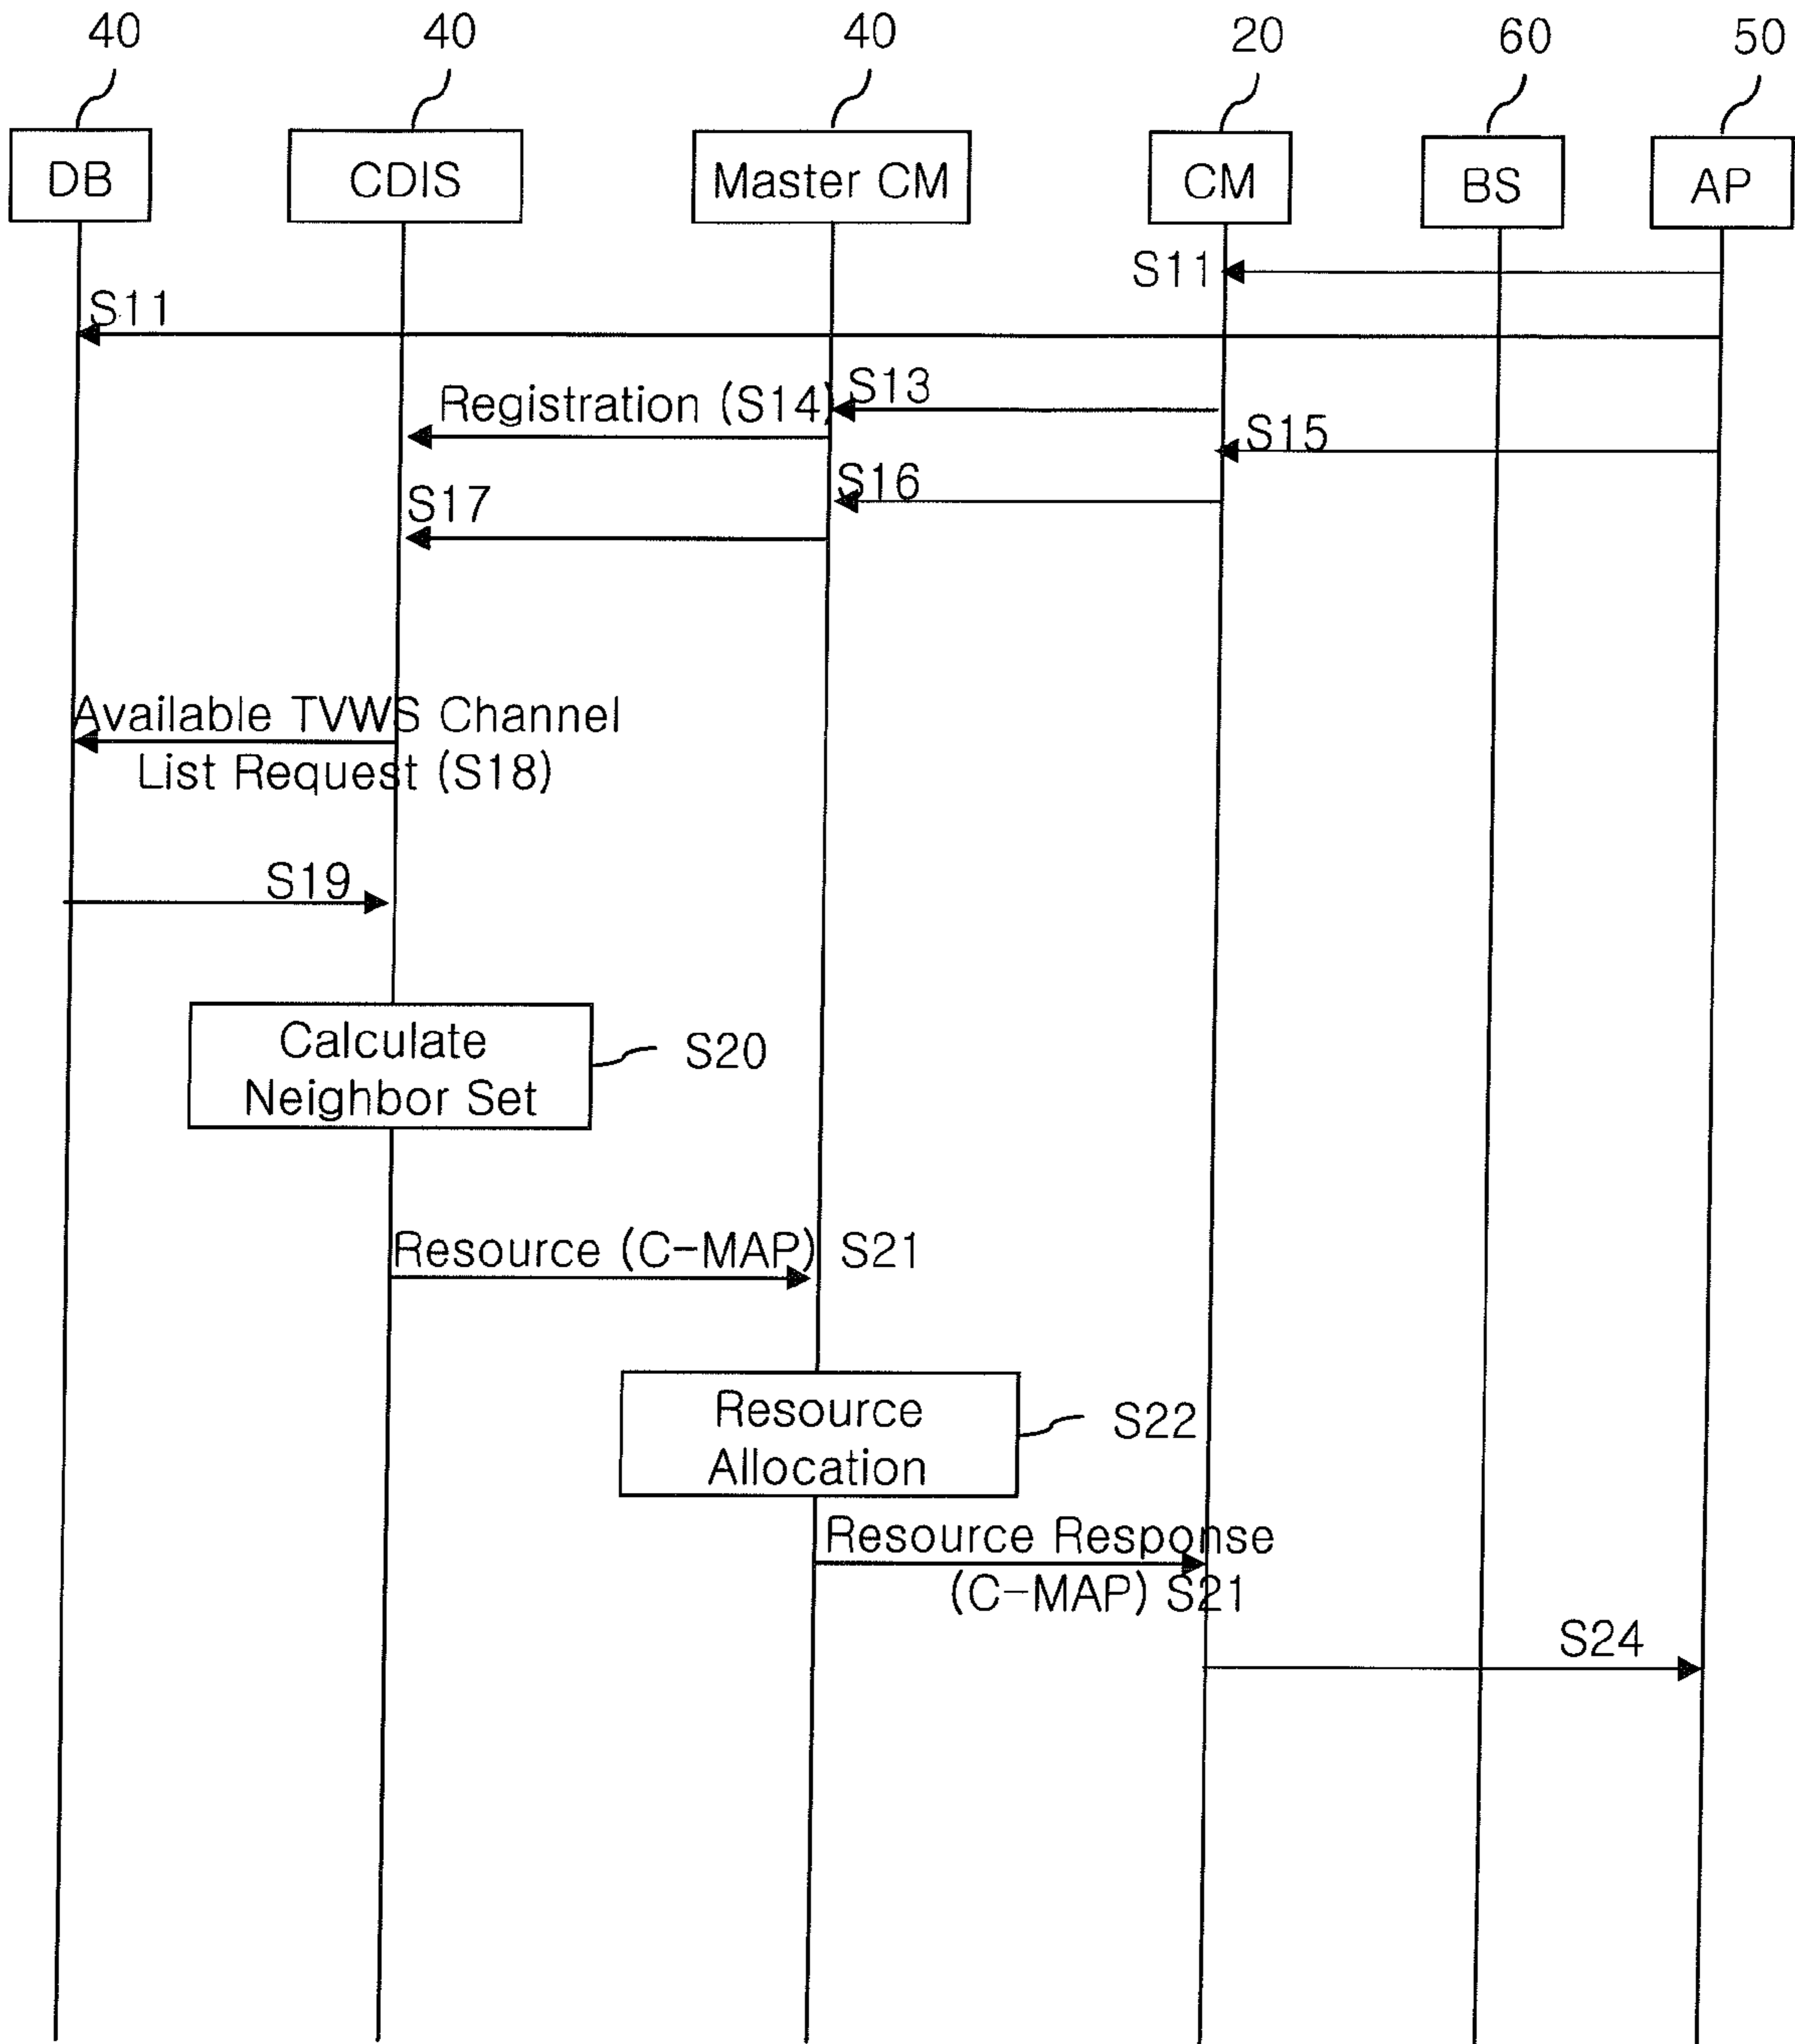 40 40 40 20 60 50
DB CDIS Master CM CM BS AP
S11
S11
Registration (S14) S13
S15
S16
S17
Available TVWS Channel
List Request (S18)
S19
Calculate
Neighbor Set
S20
Resource (C-MAP) S21
Resource
Allocation
S22
Resource Response
(C-MAP) S21
S24